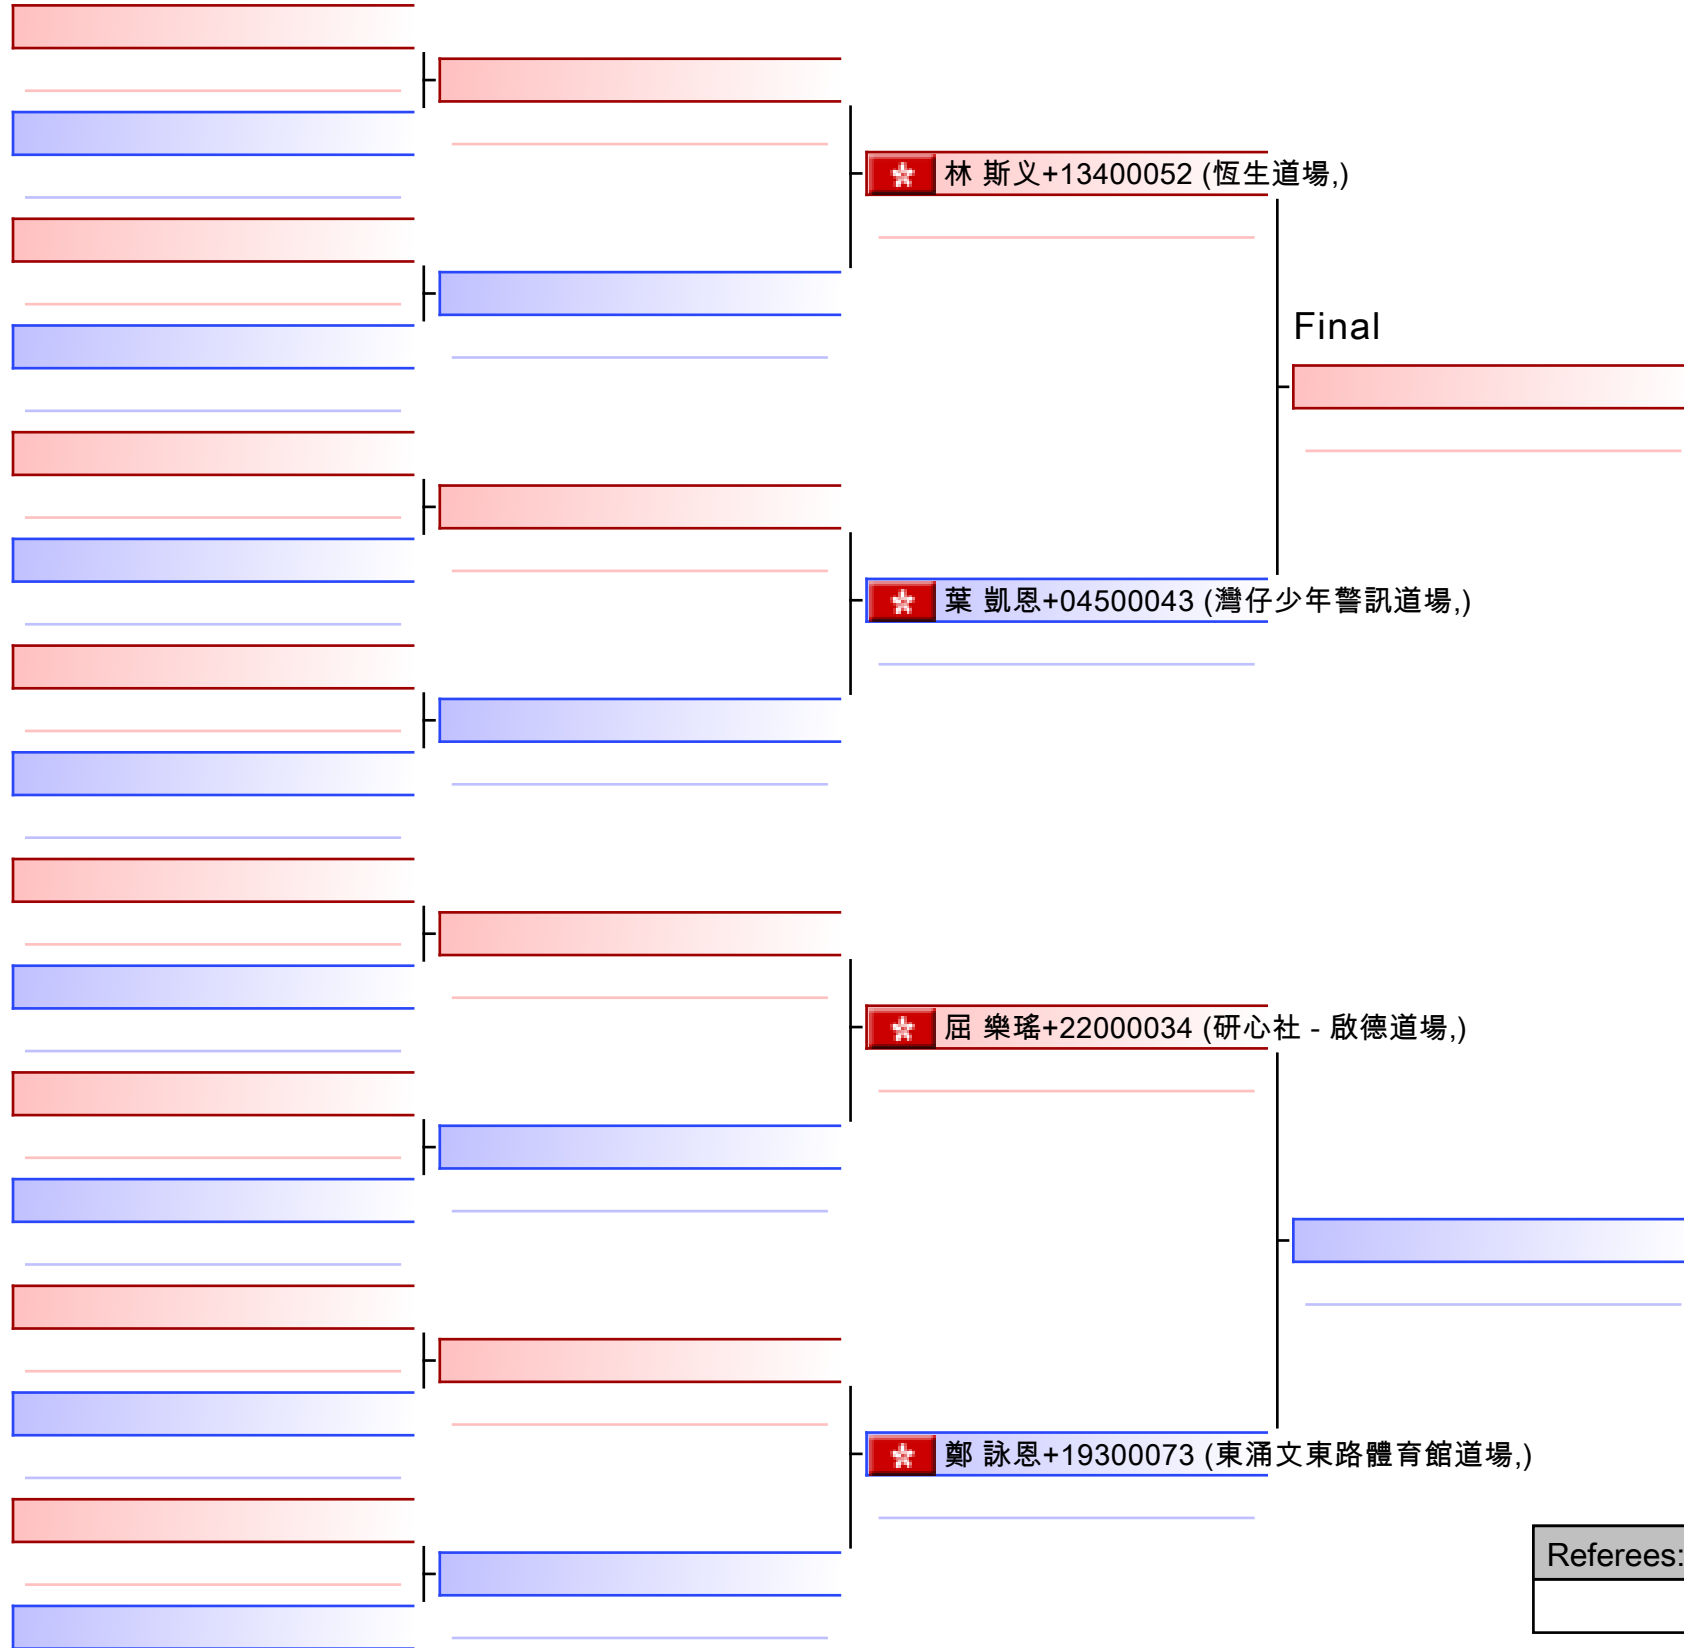 林 斯义+13400052 (恆生道場,)
Final
葉 凱恩+04500043 (灣仔少年警訊道場,)
屈 樂瑤+22000034 (研心社 - 啟德道場,)
鄭 詠恩+19300073 (東涌文東路體育館道場,)
Referees: